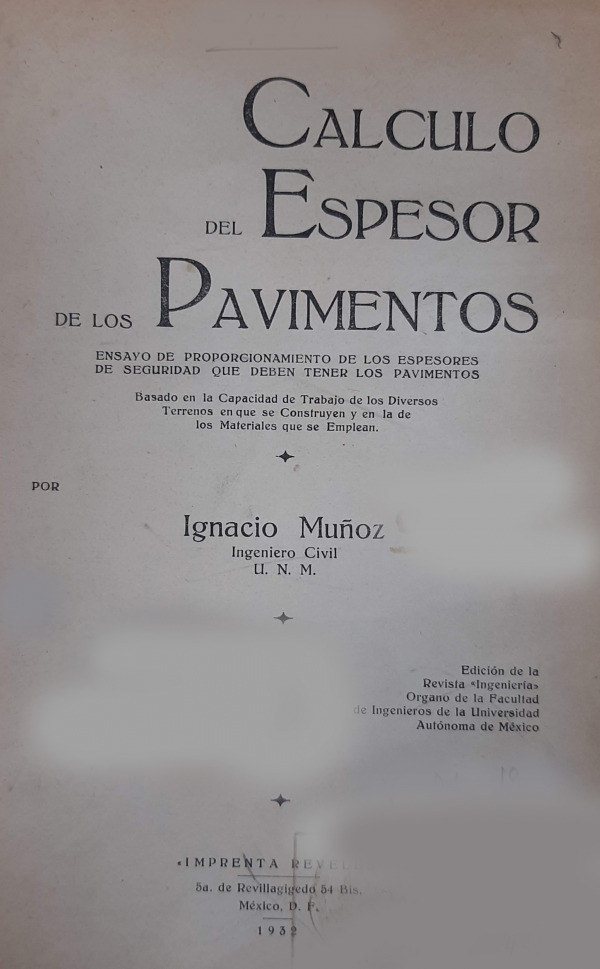 CALCULO
DEL ESPESOR
DE LOS PAVIMENTOS
ENSAYO DE PROPORCIONAMIENTO DE LOS ESPESORES
DE SEGURIDAD QUE DEBEN TENER LOS PAVIMENTOS
Basado en la Capacidad de Trabajo de los Diversos
Terrenos en que se Construyen y en la de
los Materiales que se Emplean.
POR
Ignacio Muñoz
Ingeniero Civil
U. N. M.
Edición de la
Revista «Ingeniería»
Organo de la Facultad
de Ingenieros de la Universidad
Autónoma de México
«IMPRENTA
5a. de Revillagigedo 54 Bis.
México, D. F.
1932